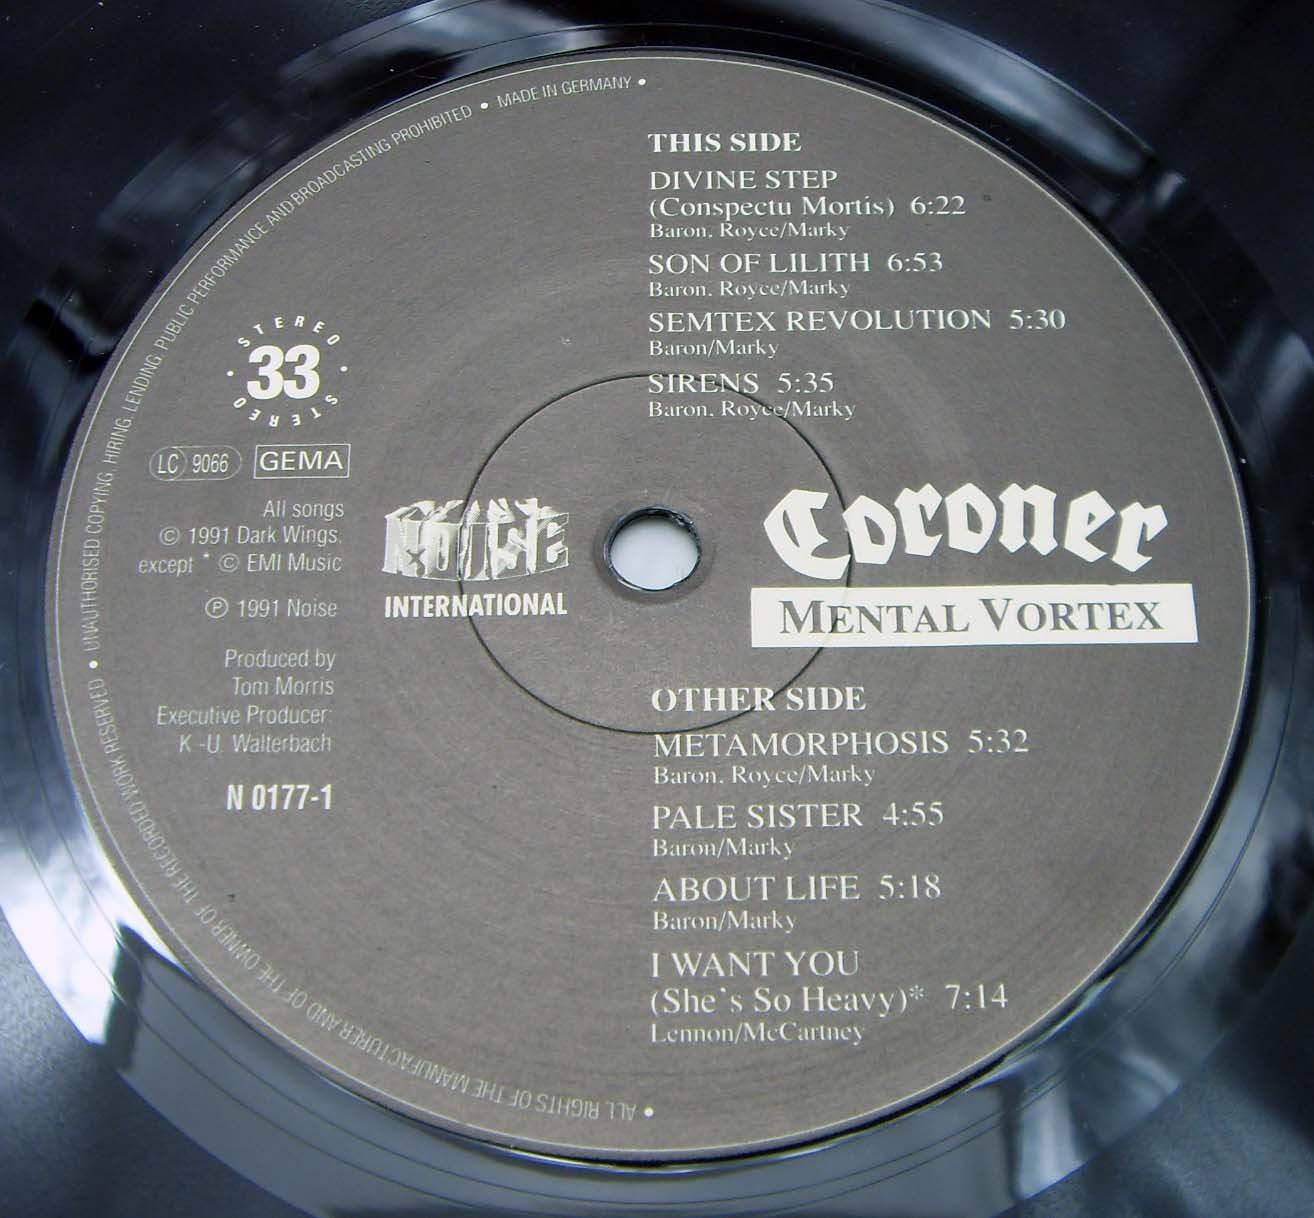 ALL RIGHTS OF THE MANUFACTURER AND OF THE OWNER OF THE RECORDED WORK RESERVED • UNAUTHORISED COPYING, HIRING, LENDING, PUBLIC PERFORMANCE AND BROADCASTING PROHIBITED • MADE IN GERMANY •
THIS SIDE
DIVINE STEP
(Conspectu Mortis) 6:22
Baron, Royce/Marky
SON OF LILITH 6:53
Baron, Royce/Marky
SEMTEX REVOLUTION 5:30
Baron/Marky
SIRENS 5:35
Baron, Royce/Marky
• STEREO •
33
STEREO
LC 9066 GEMA
All songs
© 1991 Dark Wings,
except * © EMI Music
℗ 1991 Noise
Produced by
Tom Morris
Executive Producer:
K.-U. Walterbach
N 0177-1
NOISE
INTERNATIONAL
Coroner
MENTAL VORTEX
OTHER SIDE
METAMORPHOSIS 5:32
Baron, Royce/Marky
PALE SISTER 4:55
Baron/Marky
ABOUT LIFE 5:18
Baron/Marky
I WANT YOU
(She's So Heavy)* 7:14
Lennon/McCartney